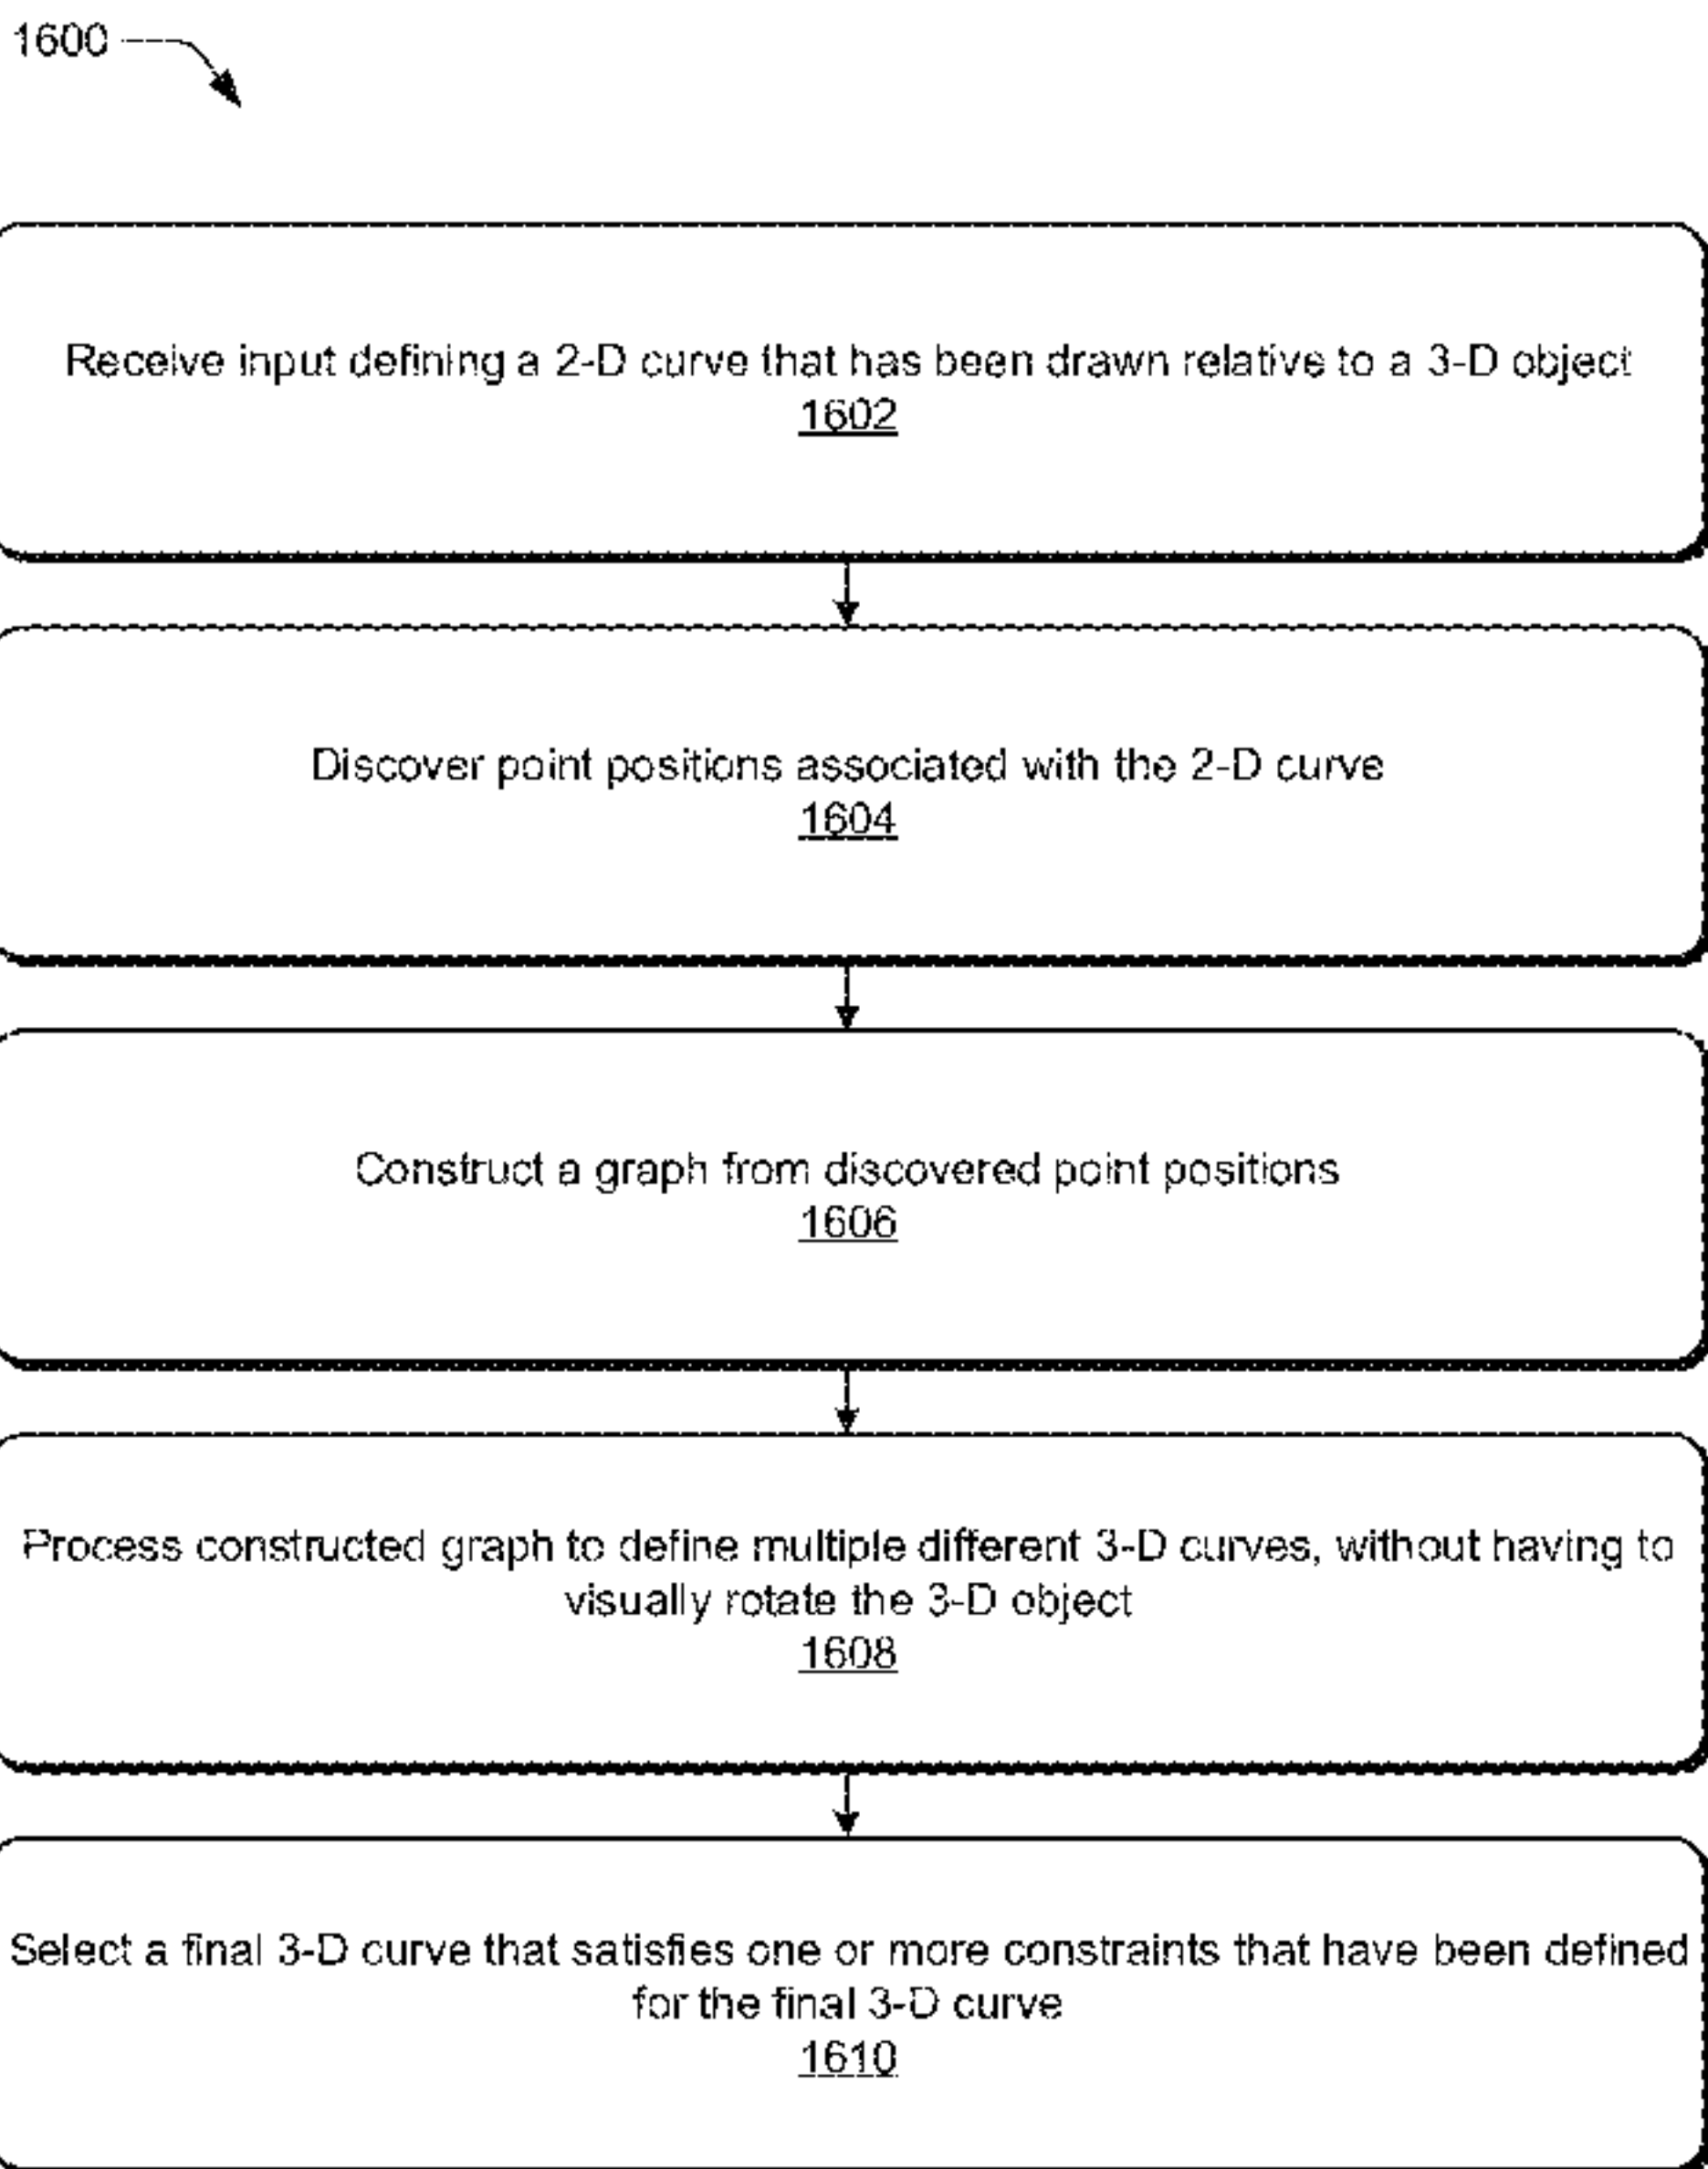 1600
Receive input defining a 2-D curve that has been drawn relative to a 3-D object
1602
Discover point positions associated with the 2-D curve
1604
Construct a graph from discovered point positions
1606
Process constructed graph to define multiple different 3-D curves, without having to
visually rotate the 3-D object
1608
Select a final 3-D curve that satisfies one or more constraints that have been defined
for the final 3-D curve
1610